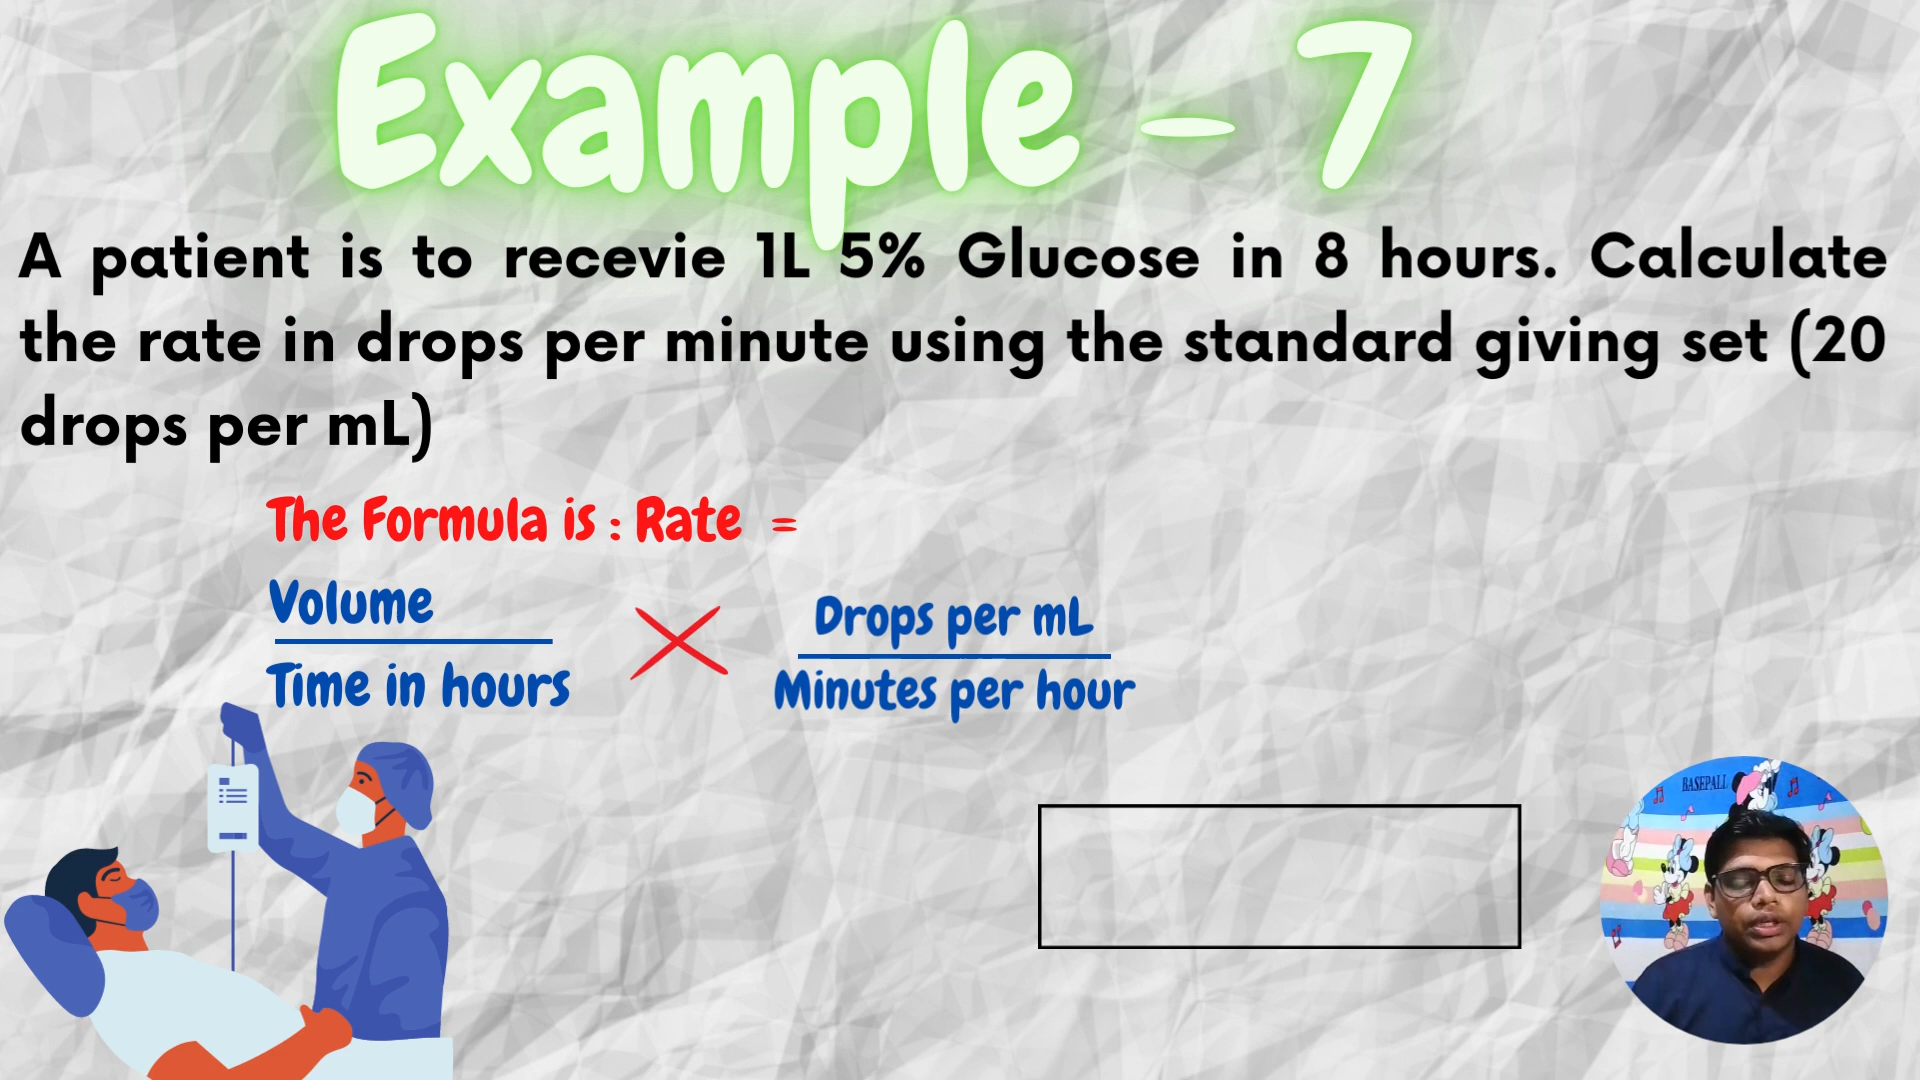 Example - 7
A patient is to recevie 1L 5% Glucose in 8 hours. Calculate
the rate in drops per minute using the standard giving set (20
drops per mL)
The Formula is : Rate =
Volume
Time in hours
Drops per mL
Minutes per hour
BASEPALL